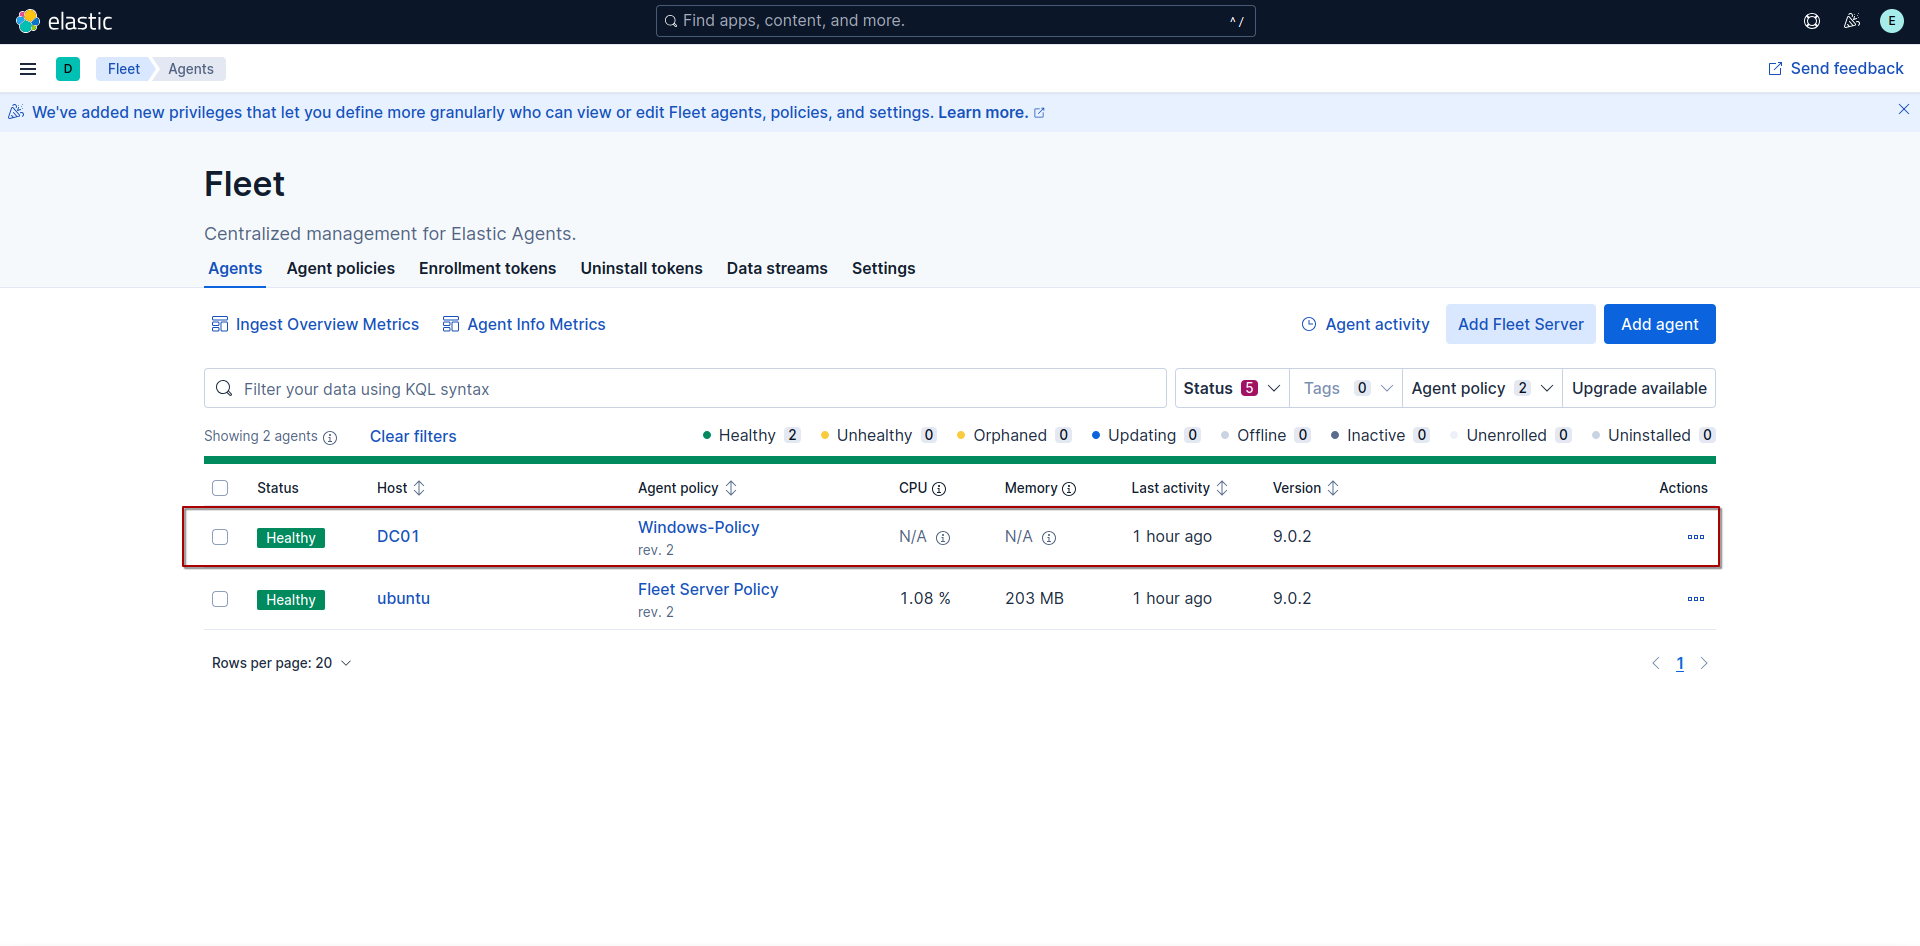 elastic
Find apps, content, and more.
^ /
E
D
Fleet
Agents
Send feedback
We've added new privileges that let you define more granularly who can view or edit Fleet agents, policies, and settings. Learn more.
Fleet
Centralized management for Elastic Agents.
Agents Agent policies Enrollment tokens Uninstall tokens Data streams Settings
Ingest Overview Metrics Agent Info Metrics Agent activity Add Fleet Server Add agent
Filter your data using KQL syntax Status 5 Tags 0 Agent policy 2 Upgrade available
Showing 2 agents Clear filters Healthy 2 Unhealthy 0 Orphaned 0 Updating 0 Offline 0 Inactive 0 Unenrolled 0 Uninstalled 0
Status Host Agent policy CPU Memory Last activity Version Actions
Healthy DC01 Windows-Policy N/A N/A 1 hour ago 9.0.2
rev. 2
Healthy ubuntu Fleet Server Policy 1.08 % 203 MB 1 hour ago 9.0.2
rev. 2
Rows per page: 20 1